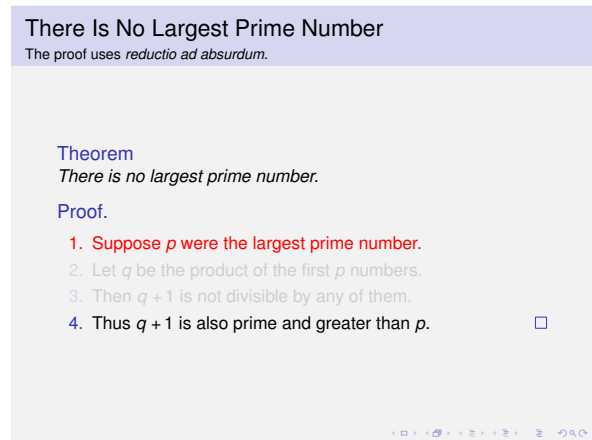 There Is No Largest Prime Number
The proof uses reductio ad absurdum.
Theorem
There is no largest prime number.
Proof.
1. Suppose p were the largest prime number.
2. Let q be the product of the first p numbers.
3. Then q + 1 is not divisible by any of them.
4. Thus q + 1 is also prime and greater than p. □